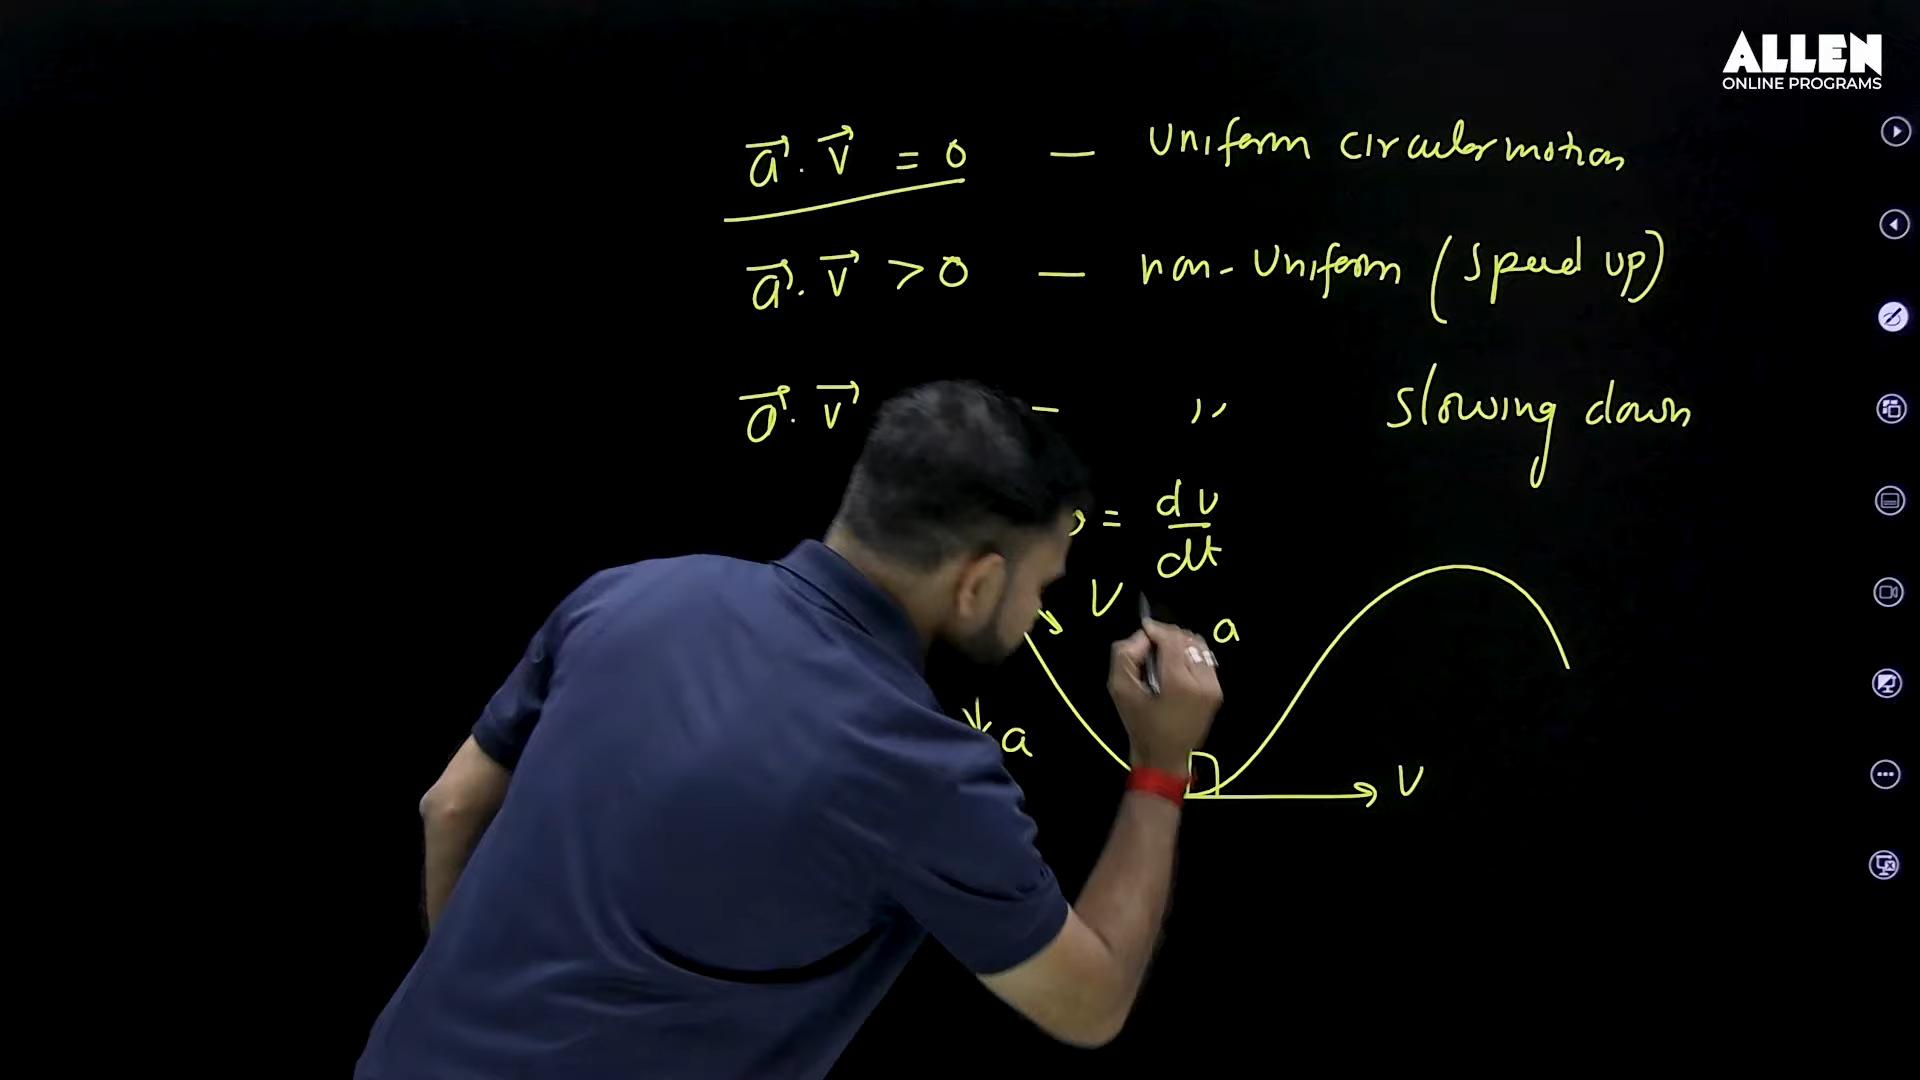 ALLEN
ONLINE PROGRAMS
a⃗ . v⃗ = 0 — Uniform circular motion
a⃗ . v⃗ > 0 — non-Uniform (speed up)
a⃗ . v⃗ — ,, slowing down
= dv/dt
V
a
a
V